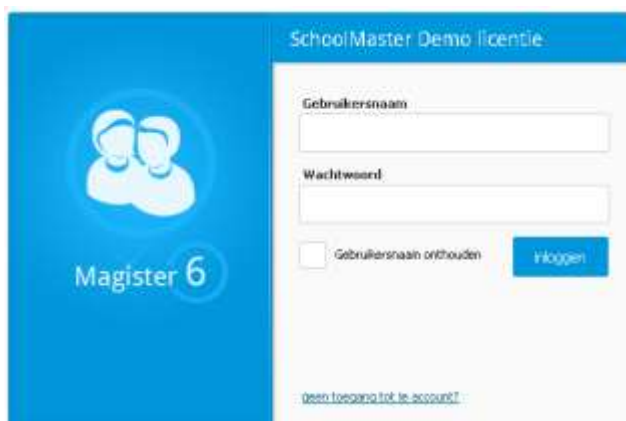 SchoolMaster Demo licentie
Gebruikersnaam
Wachtwoord
Gebruikersnaam onthouden
Inloggen
Magister 6
geen toegang tot je account?